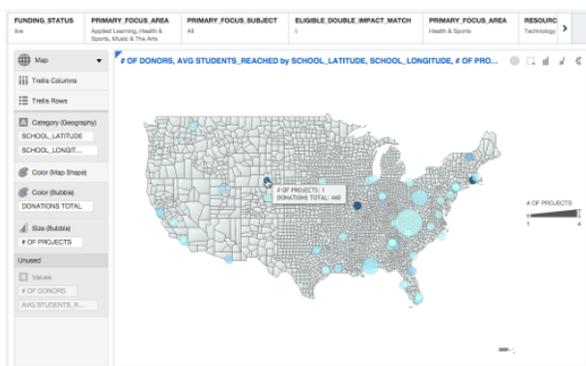 FUNDING_STATUS
live
PRIMARY_FOCUS_AREA
Applied Learning, Health &
Sports, Music & The Arts
PRIMARY_FOCUS_SUBJECT
All
ELIGIBLE_DOUBLE_IMPACT_MATCH
t
PRIMARY_FOCUS_AREA
Health & Sports
RESOURC
Technology
Map
Trellis Columns
Trellis Rows
Category (Geography)
SCHOOL_LATITUDE
SCHOOL_LONGIT...
Color (Map Shape)
Color (Bubble)
DONATIONS TOTAL
Size (Bubble)
# OF PROJECTS
Unused
Values
# OF DONORS
AVG STUDENTS_R...
# OF DONORS, AVG STUDENTS_REACHED by SCHOOL_LATITUDE, SCHOOL_LONGITUDE, # OF PRO...
# OF PROJECTS: 1
DONATIONS TOTAL: 440
# OF PROJECTS
1 4